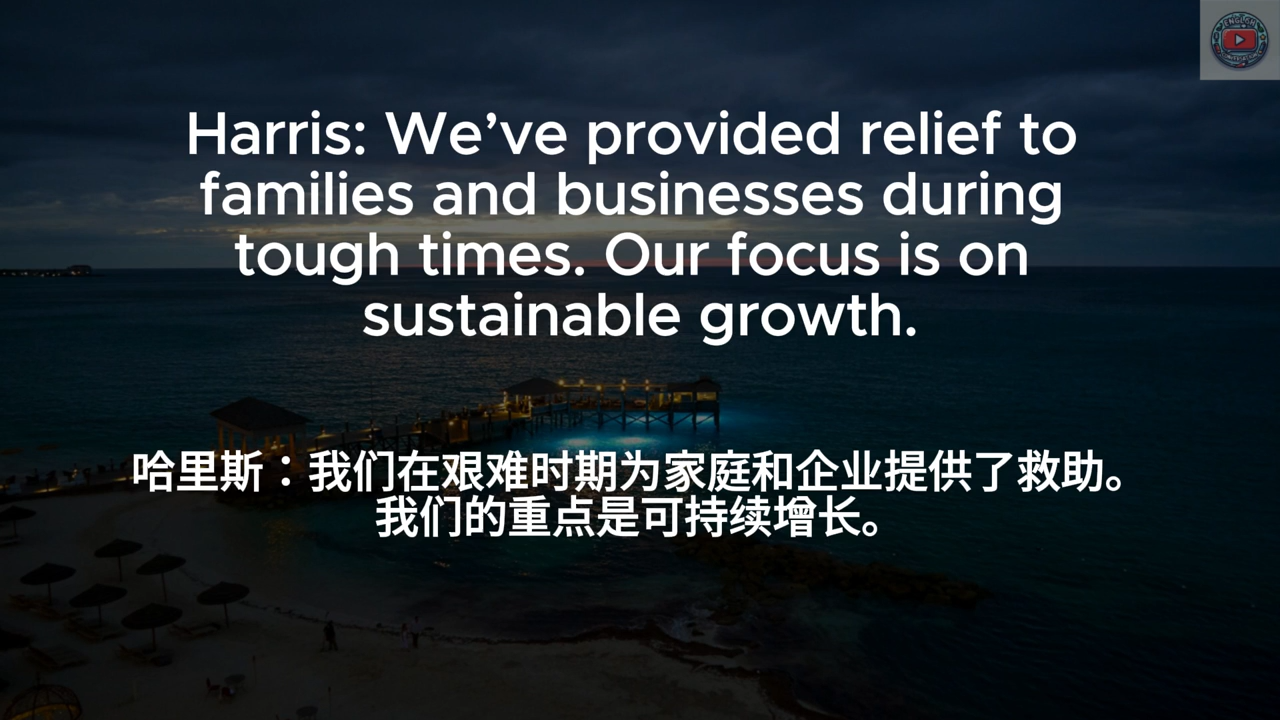 Harris: We’ve provided relief to
families and businesses during
tough times. Our focus is on
sustainable growth.
哈里斯：我们在艰难时期为家庭和企业提供了救助。
我们的重点是可持续增长。
ENGLISH